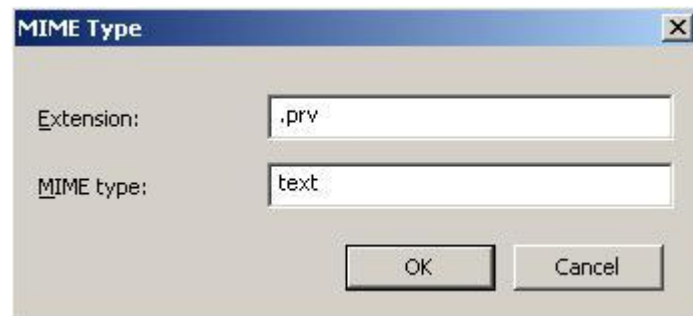 MIME Type
Extension: .prv
MIME type: text
OK Cancel